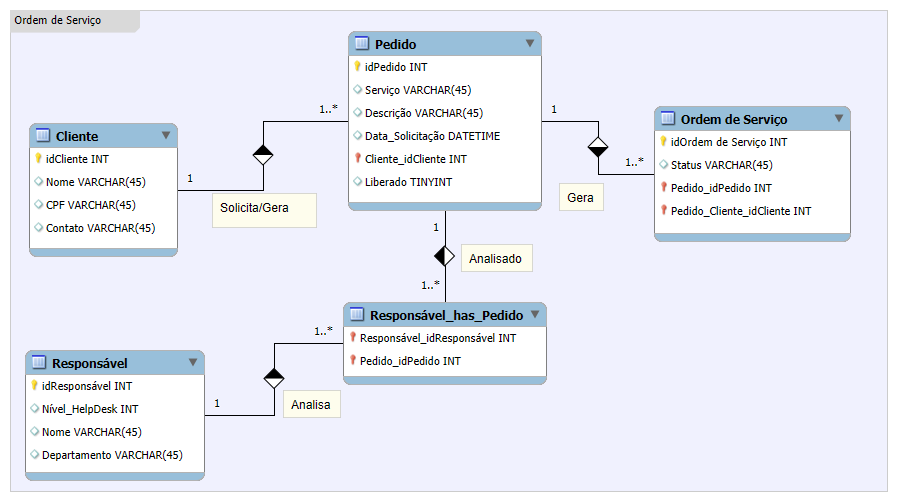 Ordem de Serviço
Pedido
idPedido INT
Serviço VARCHAR(45)
Descrição VARCHAR(45)
Data_Solicitação DATETIME
Cliente_idCliente INT
Liberado TINYINT
Cliente
idCliente INT
Nome VARCHAR(45)
CPF VARCHAR(45)
Contato VARCHAR(45)
1
1..*
Solicita/Gera
1
1..*
Gera
Ordem de Serviço
idOrdem de Serviço INT
Status VARCHAR(45)
Pedido_idPedido INT
Pedido_Cliente_idCliente INT
1
Analisado
1..*
Responsável_has_Pedido
Responsável_idResponsável INT
Pedido_idPedido INT
1..*
1
Analisa
Responsável
idResponsável INT
Nível_HelpDesk INT
Nome VARCHAR(45)
Departamento VARCHAR(45)